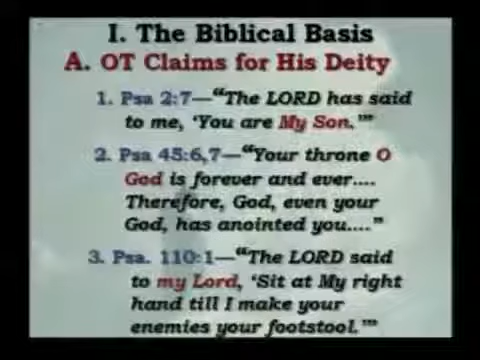 I. The Biblical Basis
A. OT Claims for His Deity
1. Psa 2:7—“The LORD has said
to me, ‘You are My Son.’”
2. Psa 45:6,7—“Your throne O
God is forever and ever....
Therefore, God, even your
God, has anointed you....”
3. Psa. 110:1—“The LORD said
to my Lord, ‘Sit at My right
hand till I make your
enemies your footstool.’”